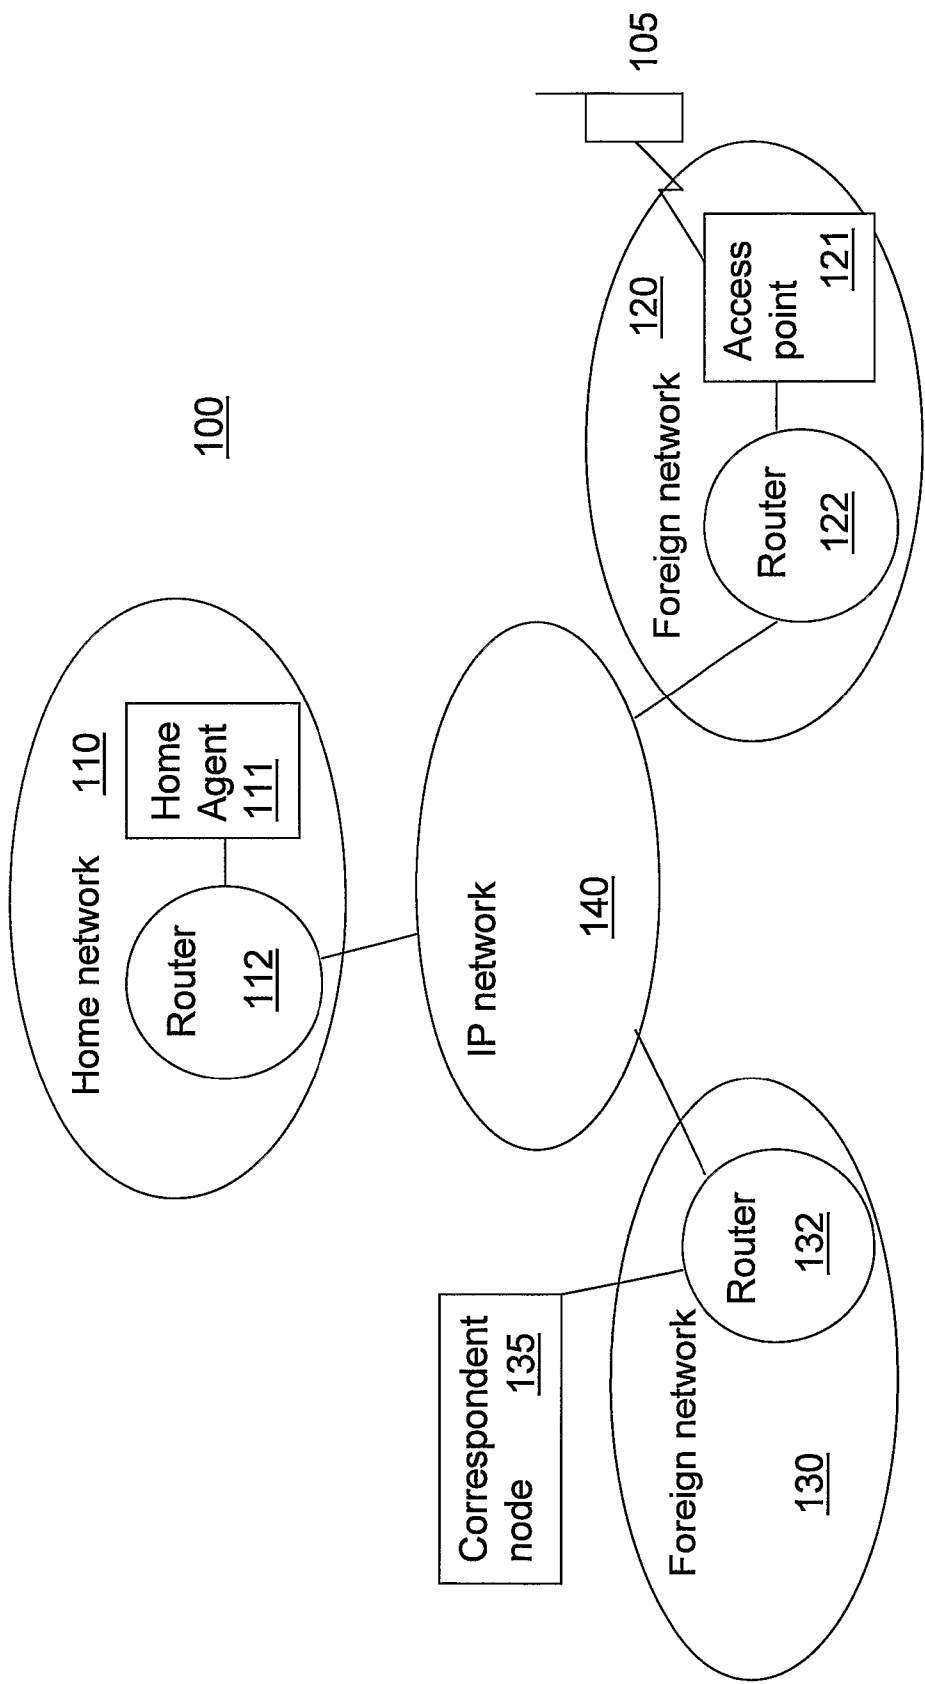 100
Home network
110
Home
Agent
111
Router
112
IP network
140
Correspondent
node
135
Foreign network
130
Router
132
Foreign network
120
Router
122
Access
point
121
105